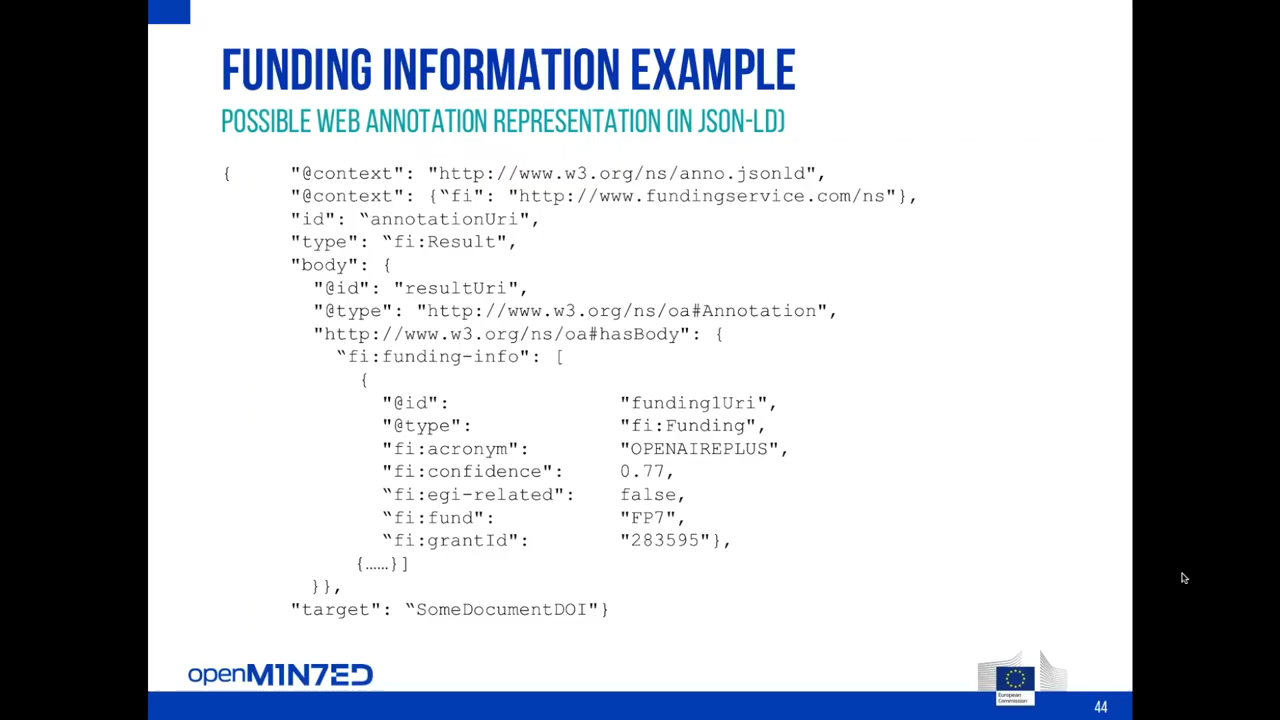 FUNDING INFORMATION EXAMPLE
POSSIBLE WEB ANNOTATION REPRESENTATION (IN JSON-LD)
{ "@context": "http://www.w3.org/ns/anno.jsonld",
"@context": {“fi": "http://www.fundingservice.com/ns"},
"id": “annotationUri",
"type": “fi:Result",
"body": {
"@id": "resultUri",
"@type": "http://www.w3.org/ns/oa#Annotation",
"http://www.w3.org/ns/oa#hasBody": {
“fi:funding-info": [
{
"@id": "funding1Uri",
"@type": "fi:Funding",
"fi:acronym": "OPENAIREPLUS",
"fi:confidence": 0.77,
“fi:egi-related": false,
“fi:fund": "FP7",
“fi:grantId": "283595"},
{……}]
}},
"target": “SomeDocumentDOI"}
openM1N7ED
European
Commission
44